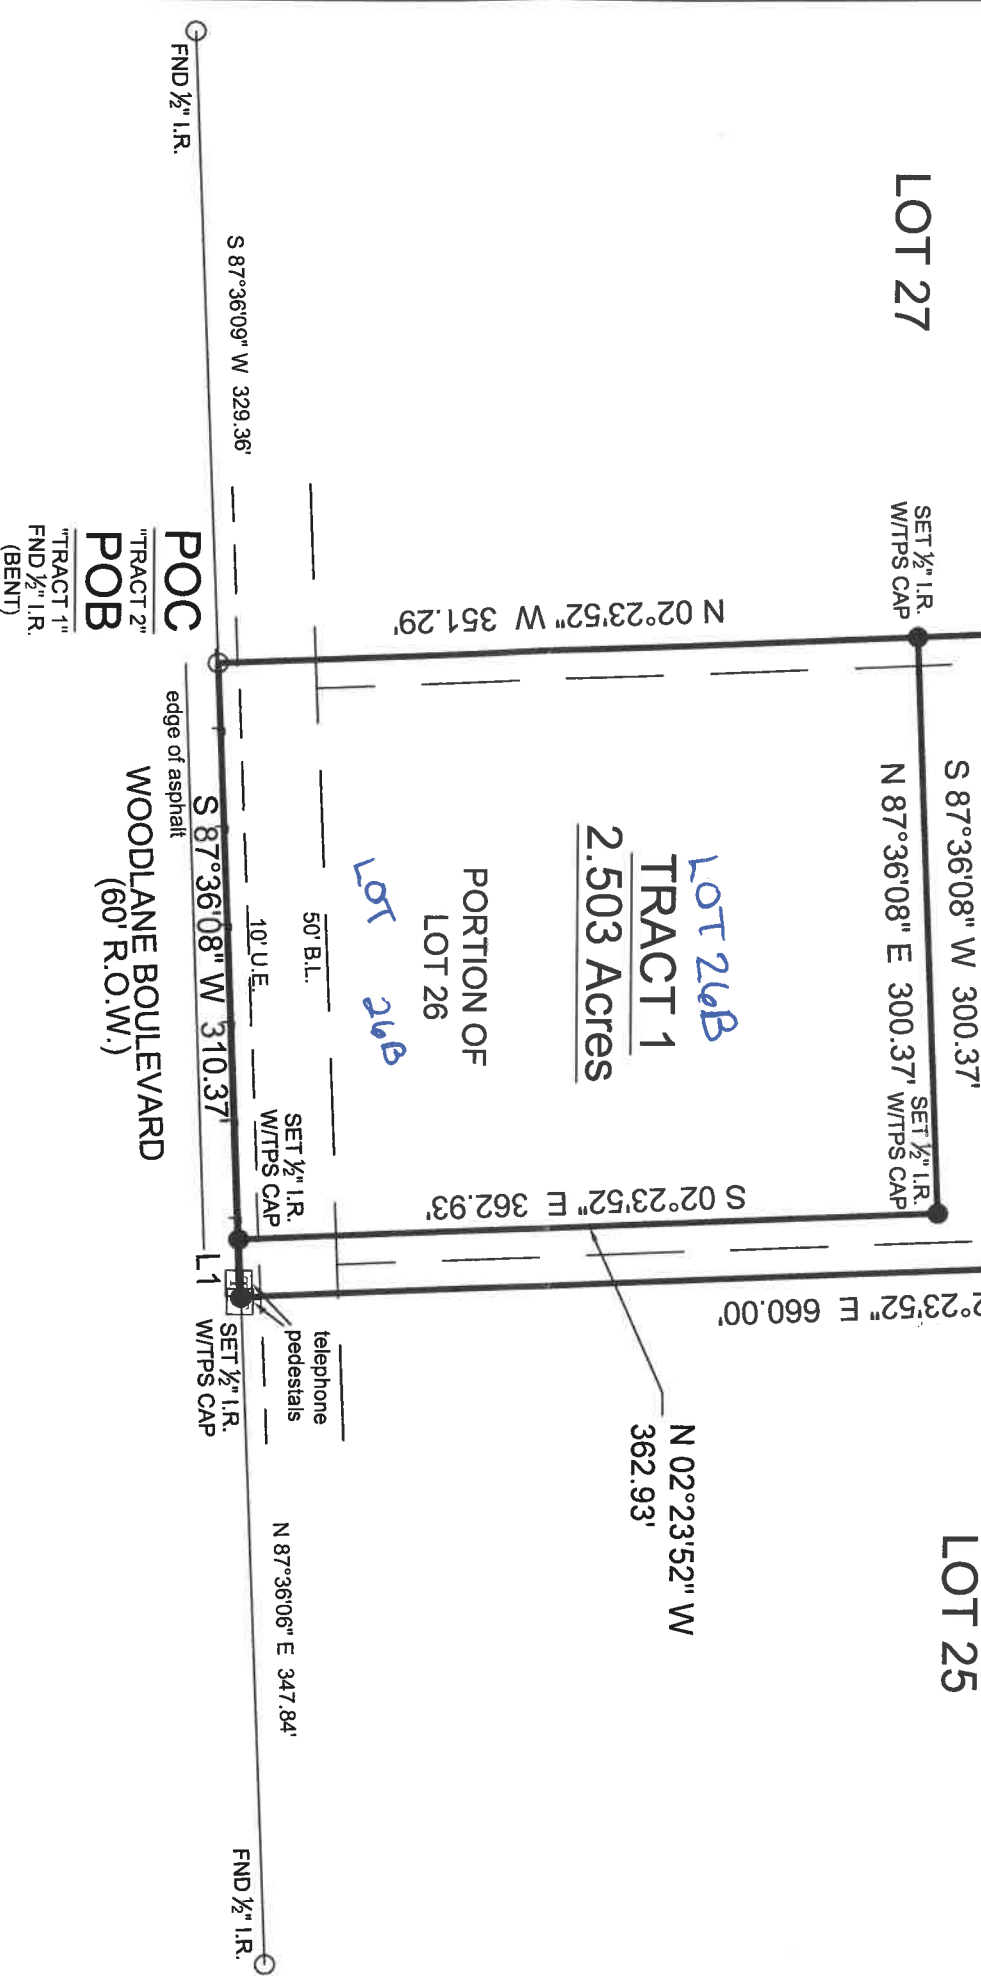 LOT 27
LOT 25
S 87°36'08" W 300.37'
N 87°36'08" E 300.37'
SET ½" I.R.
W/TPS CAP
SET ½" I.R.
W/TPS CAP
N 02°23'52" W 351.29'
S 02°23'52" E 362.93'
2°23'52" E 660.00'
N 02°23'52" W
362.93'
LOT 26B
TRACT 1
2.503 Acres
PORTION OF
LOT 26
LOT 26B
50' B.L.
10' U.E.
SET ½" I.R.
W/TPS CAP
telephone
pedestals
L1
SET ½" I.R.
W/TPS CAP
S 87°36'09" W 329.36'
FND ½" I.R.
N 87°36'06" E 347.84'
FND ½" I.R.
S 87°36'08" W 310.37'
edge of asphalt
WOODLANE BOULEVARD
(60' R.O.W.)
POC
"TRACT 2"
POB
"TRACT 1"
FND ½" I.R.
(BENT)